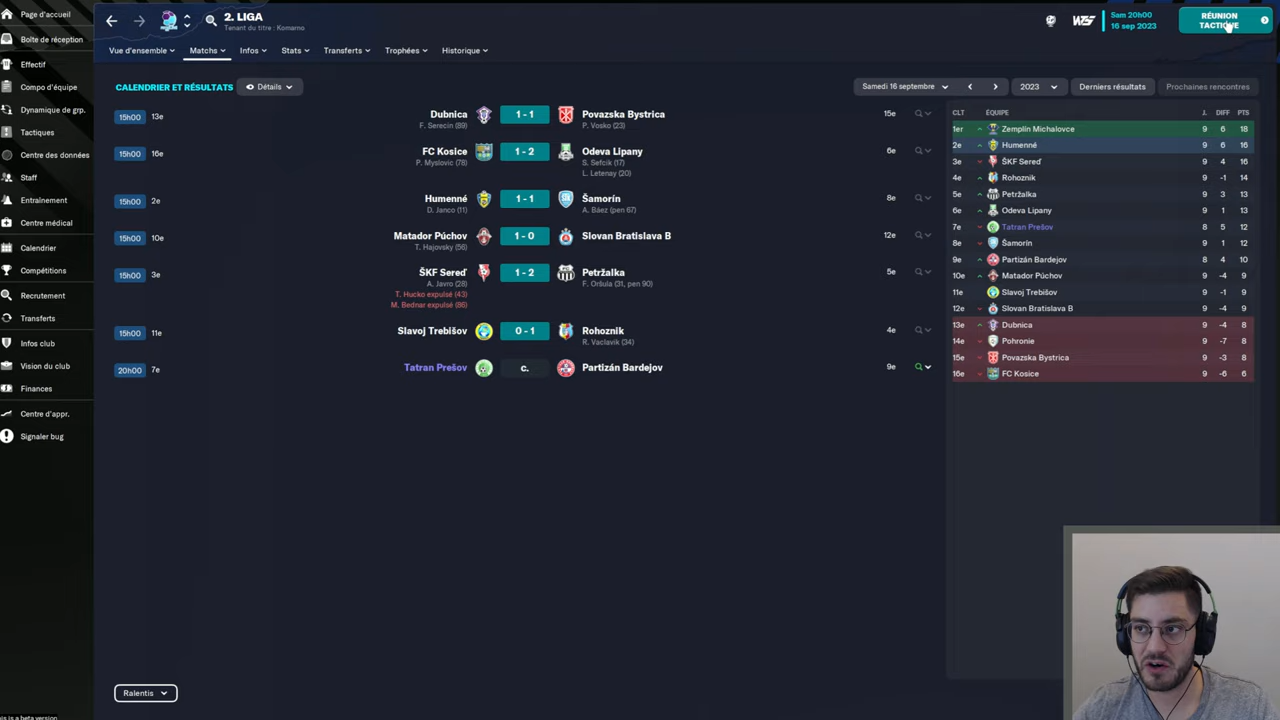 Page d'accueil
Boîte de réception
Effectif
Compo d'équipe
Dynamique de grp.
Tactiques
Centre des données
Staff
Entraînement
Centre médical
Calendrier
Compétitions
Recrutement
Transferts
Infos club
Vision du club
Finances
Centre d'appr.
Signaler bug
2. LIGA
Tenant du titre : Komarno
Sam 20h00
16 sep 2023
RÉUNION
TACTIQUE
Vue d'ensemble Matchs Infos Stats Transferts Trophées Historique
CALENDRIER ET RÉSULTATS Détails
Samedi 16 septembre 2023 Derniers résultats Prochaines rencontres
15h00 13e Dubnica 1 - 1 Povazska Bystrica 15e
F. Serecin (89) P. Vosko (23)
15h00 16e FC Kosice 1 - 2 Odeva Lipany 6e
P. Myslovic (78) S. Sefcik (17)
L. Letenay (20)
15h00 2e Humenné 1 - 1 Šamorín 8e
D. Janco (11) A. Báez (pen 67)
15h00 10e Matador Púchov 1 - 0 Slovan Bratislava B 12e
T. Hajovsky (56)
15h00 3e ŠKF Sereď 1 - 2 Petržalka 5e
A. Javro (28) F. Oršula (31, pen 90)
T. Hucko expulsé (43)
M. Bednar expulsé (86)
15h00 11e Slavoj Trebišov 0 - 1 Rohoznik 4e
R. Vaclavik (34)
20h00 7e Tatran Prešov c. Partizán Bardejov 9e
CLT ÉQUIPE J. DIFF PTS
1er Zemplín Michalovce 9 6 18
2e Humenné 9 6 16
3e ŠKF Sereď 9 4 16
4e Rohoznik 9 -1 14
5e Petržalka 9 3 13
6e Odeva Lipany 9 1 13
7e Tatran Prešov 8 5 12
8e Šamorín 9 1 12
9e Partizán Bardejov 8 4 10
10e Matador Púchov 9 -4 9
11e Slavoj Trebišov 9 -1 9
12e Slovan Bratislava B 9 -4 9
13e Dubnica 9 -4 8
14e Pohronie 9 -7 8
15e Povazska Bystrica 9 -3 8
16e FC Kosice 9 -6 6
Ralentis
his is a beta version